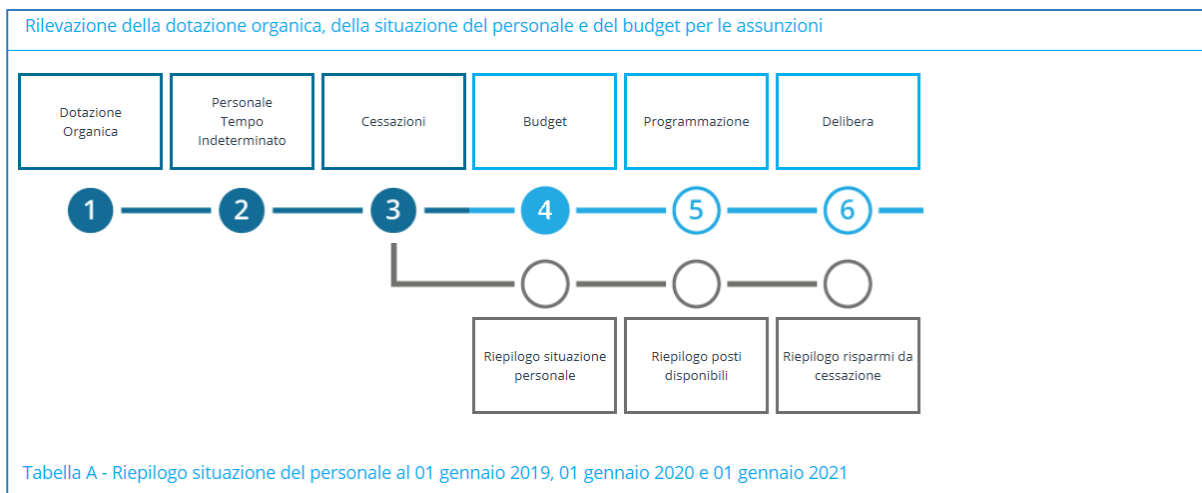 Rilevazione della dotazione organica, della situazione del personale e del budget per le assunzioni
Dotazione
Organica
Personale
Tempo
Indeterminato
Cessazioni
Budget
Programmazione
Delibera
1
2
3
4
5
6
Riepilogo situazione
personale
Riepilogo posti
disponibili
Riepilogo risparmi da
cessazione
Tabella A - Riepilogo situazione del personale al 01 gennaio 2019, 01 gennaio 2020 e 01 gennaio 2021